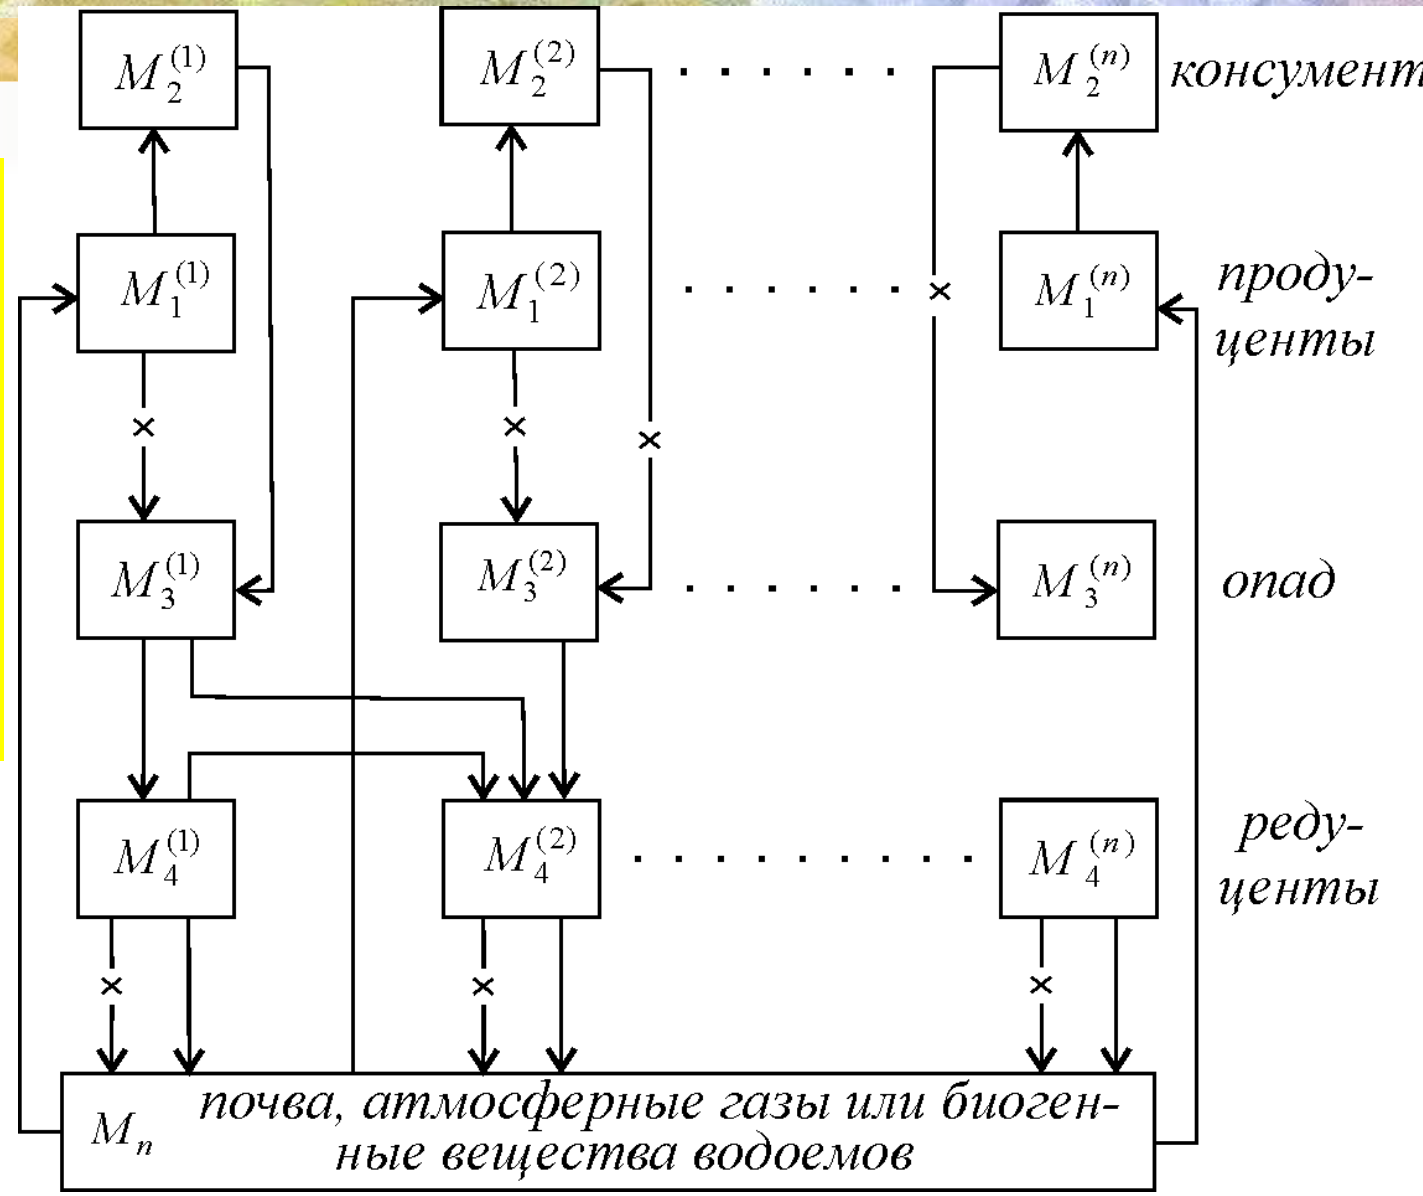 M₂⁽¹⁾ M₂⁽²⁾ . . . . . . M₂⁽ⁿ⁾ консумент
M₁⁽¹⁾ M₁⁽²⁾ . . . . . . × M₁⁽ⁿ⁾ проду-
центы
× × ×
M₃⁽¹⁾ M₃⁽²⁾ . . . . . . M₃⁽ⁿ⁾ опад
M₄⁽¹⁾ M₄⁽²⁾ . . . . . . . . . M₄⁽ⁿ⁾ реду-
центы
× × ×
Mₙ почва, атмосферные газы или биоген-
ные вещества водоемов